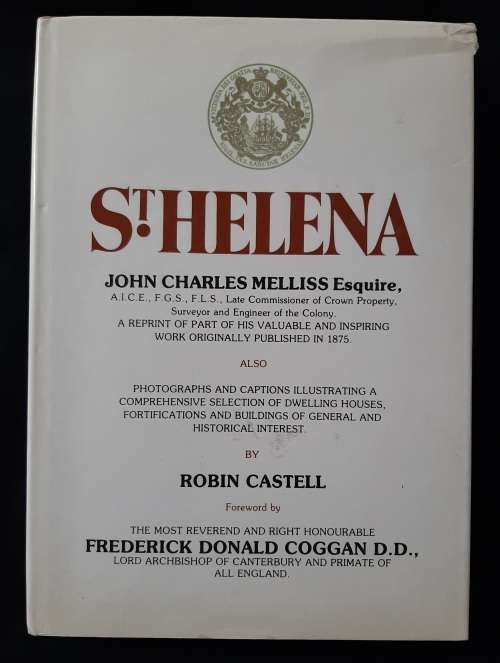 ST. HELENA
JOHN CHARLES MELLISS Esquire,
A.I.C.E., F.G.S., F.L.S., Late Commissioner of Crown Property,
Surveyor and Engineer of the Colony.
A REPRINT OF PART OF HIS VALUABLE AND INSPIRING
WORK ORIGINALLY PUBLISHED IN 1875.
ALSO
PHOTOGRAPHS AND CAPTIONS ILLUSTRATING A
COMPREHENSIVE SELECTION OF DWELLING HOUSES,
FORTIFICATIONS AND BUILDINGS OF GENERAL AND
HISTORICAL INTEREST.
BY
ROBIN CASTELL
Foreword by
THE MOST REVEREND AND RIGHT HONOURABLE
FREDERICK DONALD COGGAN D.D.,
LORD ARCHBISHOP OF CANTERBURY AND PRIMATE OF
ALL ENGLAND.